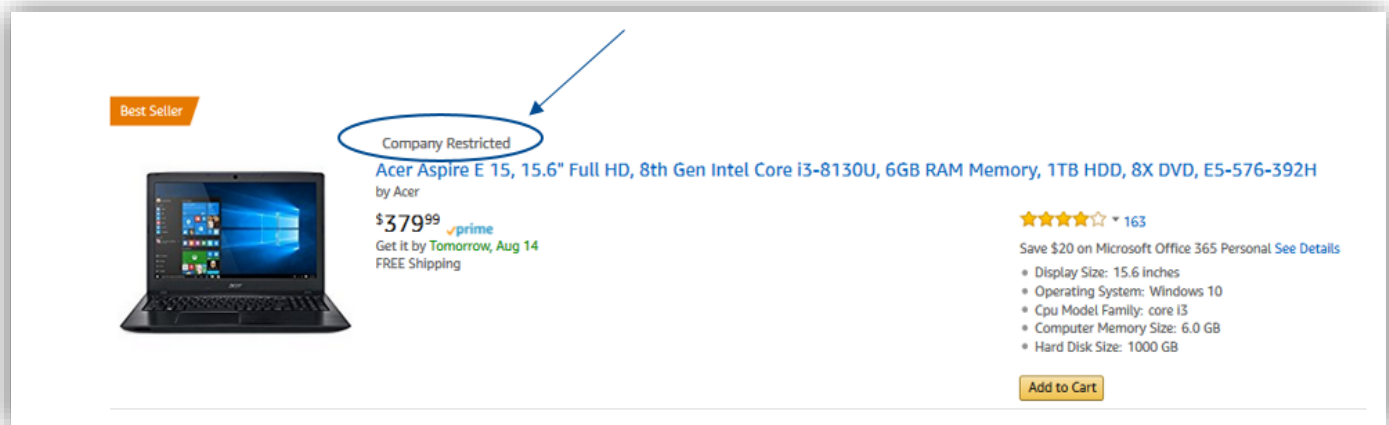 Best Seller
Company Restricted
Acer Aspire E 15, 15.6" Full HD, 8th Gen Intel Core i3-8130U, 6GB RAM Memory, 1TB HDD, 8X DVD, E5-576-392H
by Acer
$37999 prime
Get it by Tomorrow, Aug 14
FREE Shipping
163
Save $20 on Microsoft Office 365 Personal See Details
Display Size: 15.6 inches
Operating System: Windows 10
Cpu Model Family: core i3
Computer Memory Size: 6.0 GB
Hard Disk Size: 1000 GB
Add to Cart
acer